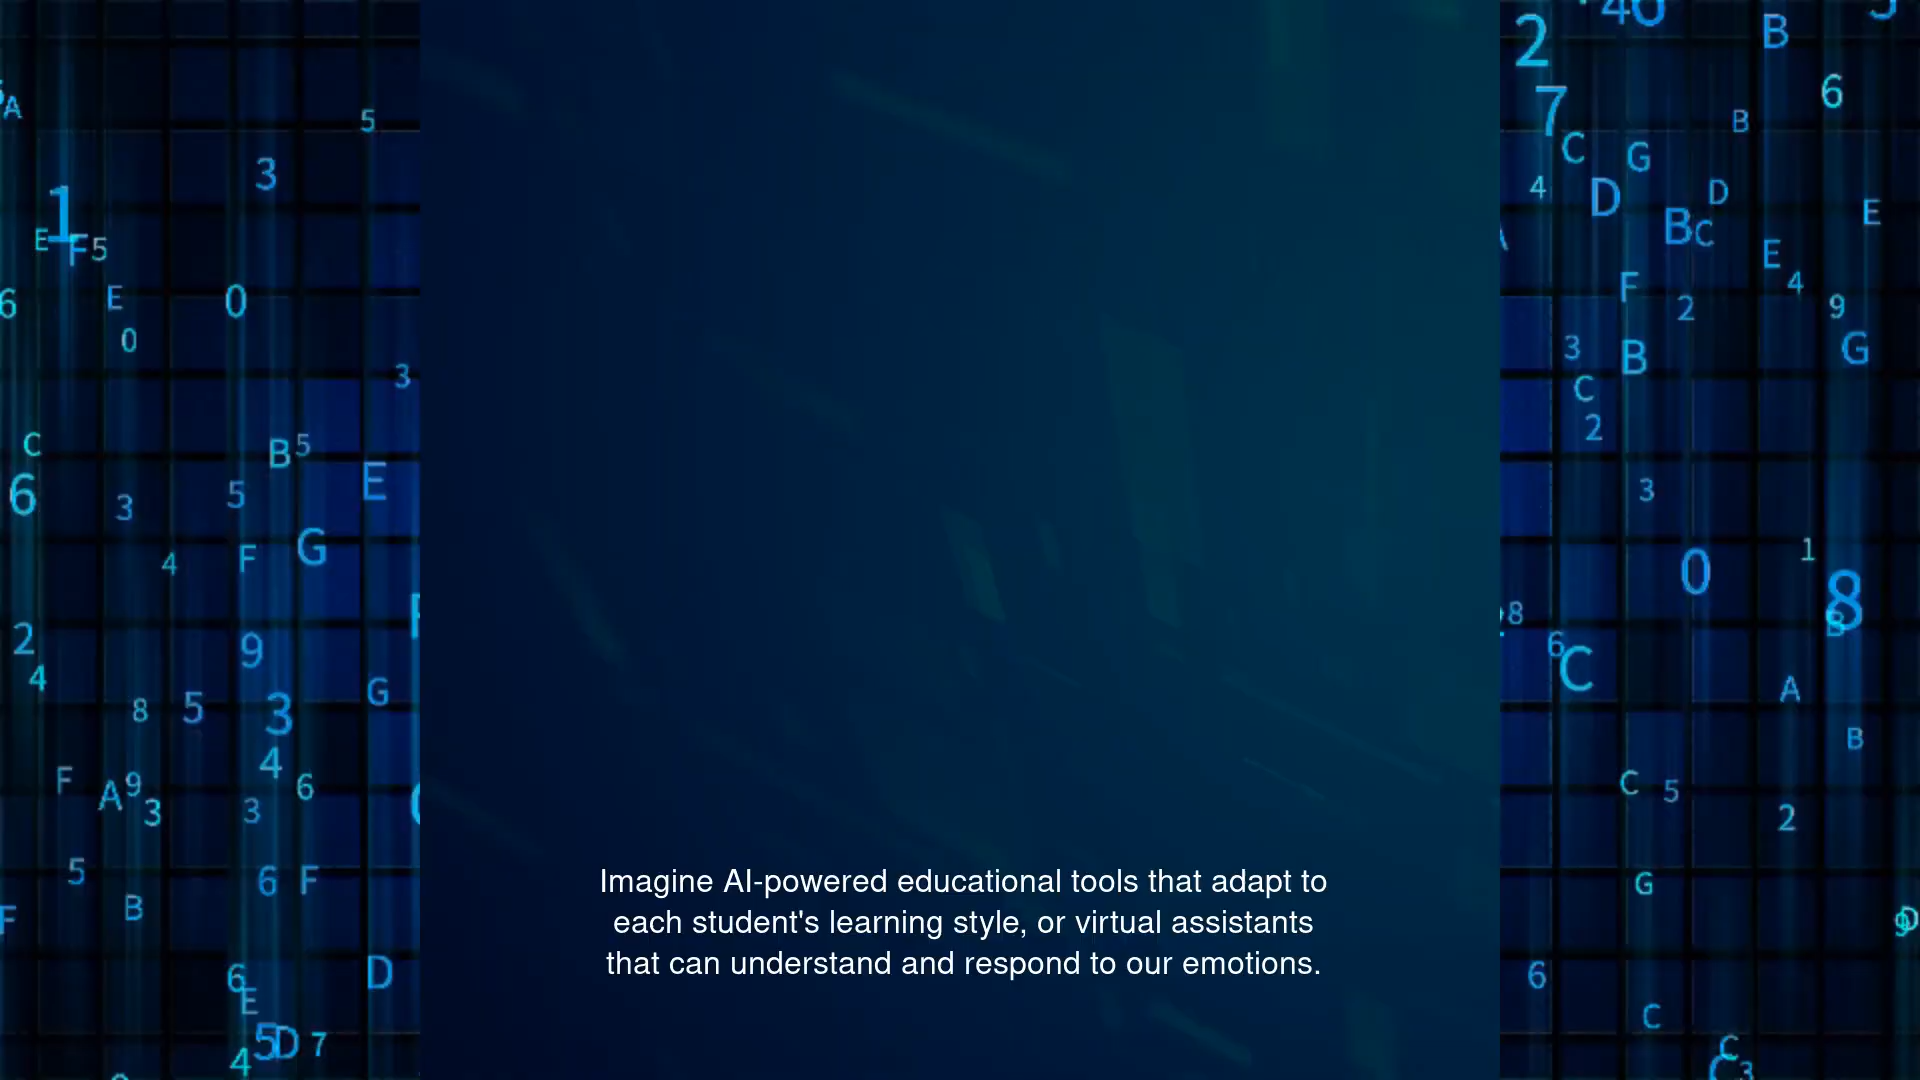 Imagine AI-powered educational tools that adapt to
each student's learning style, or virtual assistants
that can understand and respond to our emotions.